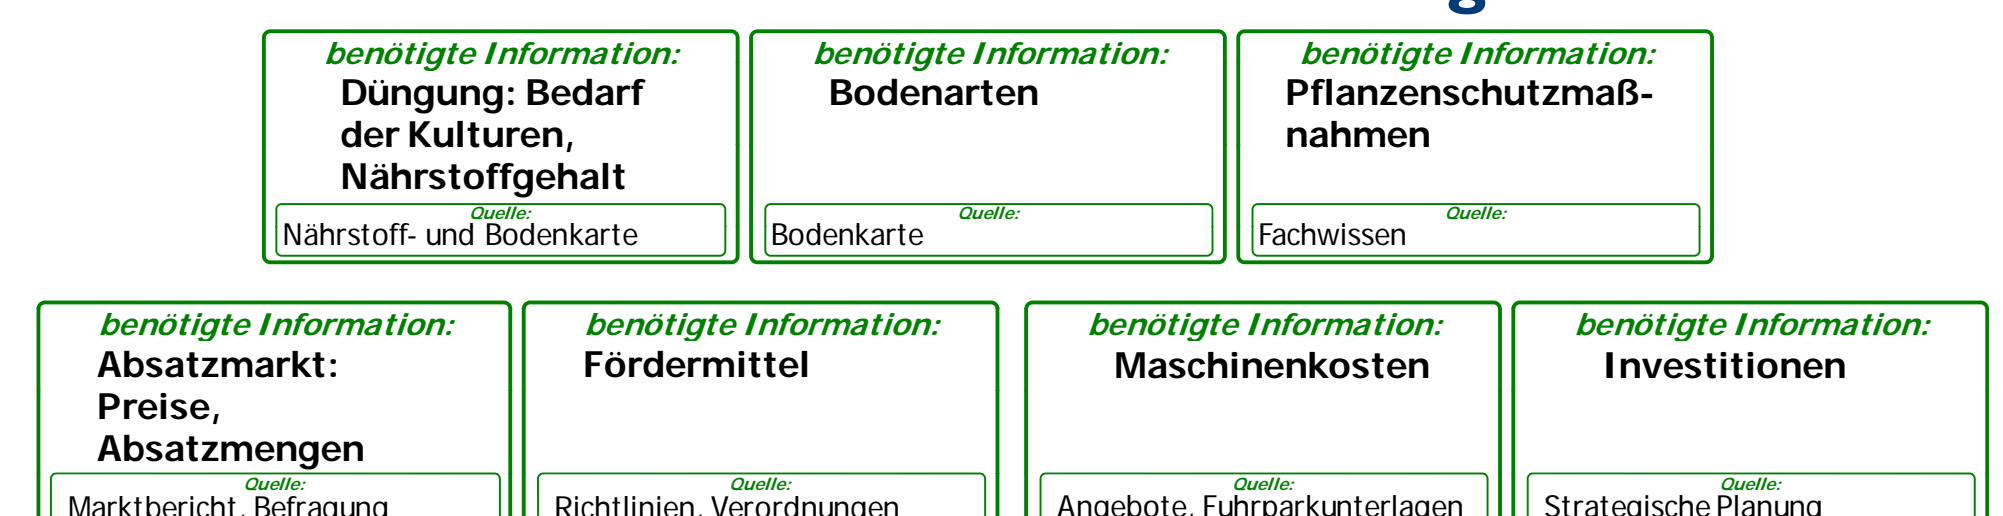 benötigte Information:
Düngung: Bedarf
der Kulturen,
Nährstoffgehalt
Quelle:
Nährstoff- und Bodenkarte
benötigte Information:
Bodenarten
Quelle:
Bodenkarte
benötigte Information:
Pflanzenschutzmaß-
nahmen
Quelle:
Fachwissen
benötigte Information:
Absatzmarkt:
Preise,
Absatzmengen
Quelle:
Marktbericht, Befragung
benötigte Information:
Fördermittel
Quelle:
Richtlinien, Verordnungen
benötigte Information:
Maschinenkosten
Quelle:
Angebote, Fuhrparkunterlagen
benötigte Information:
Investitionen
Quelle:
Strategische Planung